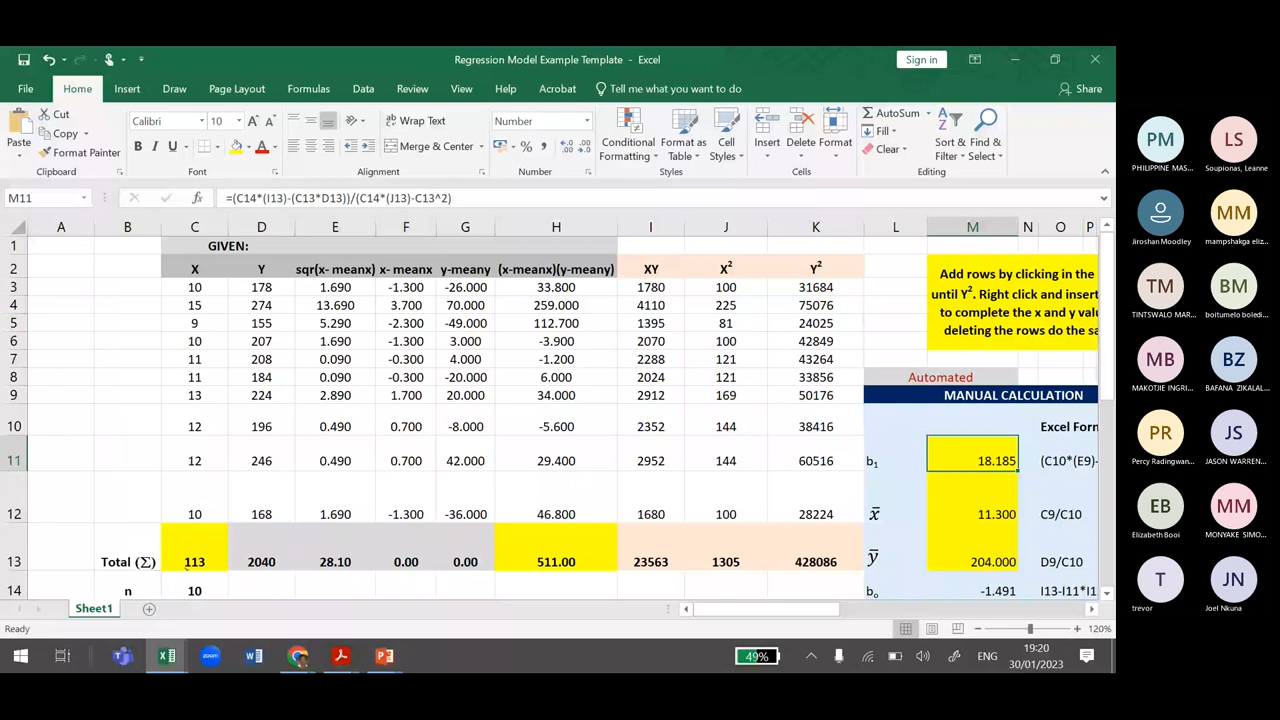 Regression Model Example Template - Excel
Sign in
File Home Insert Draw Page Layout Formulas Data Review View Help Acrobat Tell me what you want to do Share
Cut
Copy
Format Painter
Paste
Clipboard
Calibri 10
B I U
Font
Wrap Text
Merge & Center
Alignment
Number
Number
Conditional Formatting
Format as Table
Cell Styles
Styles
Insert Delete Format
Cells
AutoSum
Fill
Clear
Sort & Filter
Find & Select
Editing
M11 fx =(C14*(I13)-(C13*D13))/(C14*(J13)-C13^2)
A B C D E F G H I J K L M N O P
1 GIVEN:
2 X Y sqr(x- meanx) x- meanx y-meany (x-meanx)(y-meany) XY X² Y²
3 10 178 1.690 -1.300 -26.000 33.800 1780 100 31684
4 15 274 13.690 3.700 70.000 259.000 4110 225 75076
5 9 155 5.290 -2.300 -49.000 112.700 1395 81 24025
6 10 207 1.690 -1.300 3.000 -3.900 2070 100 42849
7 11 208 0.090 -0.300 4.000 -1.200 2288 121 43264
8 11 184 0.090 -0.300 -20.000 6.000 2024 121 33856
9 13 224 2.890 1.700 20.000 34.000 2912 169 50176
10 12 196 0.490 0.700 -8.000 -5.600 2352 144 38416
11 12 246 0.490 0.700 42.000 29.400 2952 144 60516
12 10 168 1.690 -1.300 -36.000 46.800 1680 100 28224
13 Total (Σ) 113 2040 28.10 0.00 0.00 511.00 23563 1305 428086
14 n 10
Add rows by clicking in the
until Y². Right click and insert
to complete the x and y valu
deleting the rows do the sa
Automated
MANUAL CALCULATION
Excel Forn
b₁ 18.185 (C10*(E9)-
x̄ 11.300 C9/C10
ȳ 204.000 D9/C10
b₀ -1.491 I13-I11*I1
Sheet1
Ready
120%
49%
ENG
19:20
30/01/2023
PM LS
PHILIPPINE MAS... Soupionas, Leanne
MM
Jiroshan Moodley mampshakga eliz...
TM BM
TINTSWALO MAR... boitumelo boledi...
MB BZ
MAKOTJIE INGRI... BAFANA ZIKALAL...
PR JS
Percy Radingwan... JASON WARREN...
EB MM
Elizabeth Booi MONYAKE SIMO...
T JN
trevor Joel Nkuna